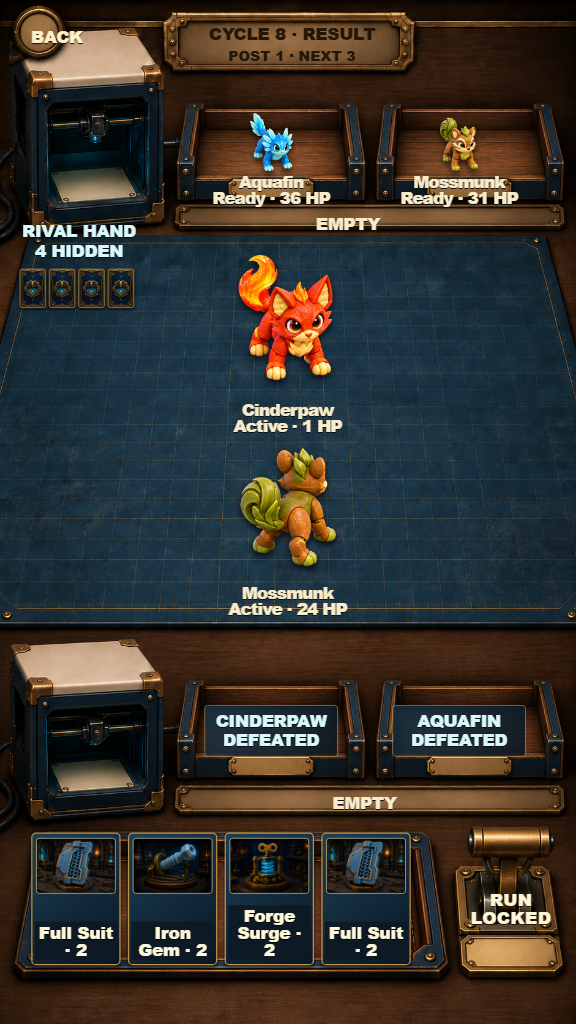 BACK
CYCLE 8 · RESULT
POST 1 · NEXT 3
Aquafin
Ready · 36 HP
Mossmunk
Ready · 31 HP
EMPTY
RIVAL HAND
4 HIDDEN
Cinderpaw
Active · 1 HP
Mossmunk
Active · 24 HP
CINDERPAW
DEFEATED
AQUAFIN
DEFEATED
EMPTY
Full Suit
· 2
Iron
Gem · 2
Forge
Surge ·
2
Full Suit
· 2
RUN
LOCKED